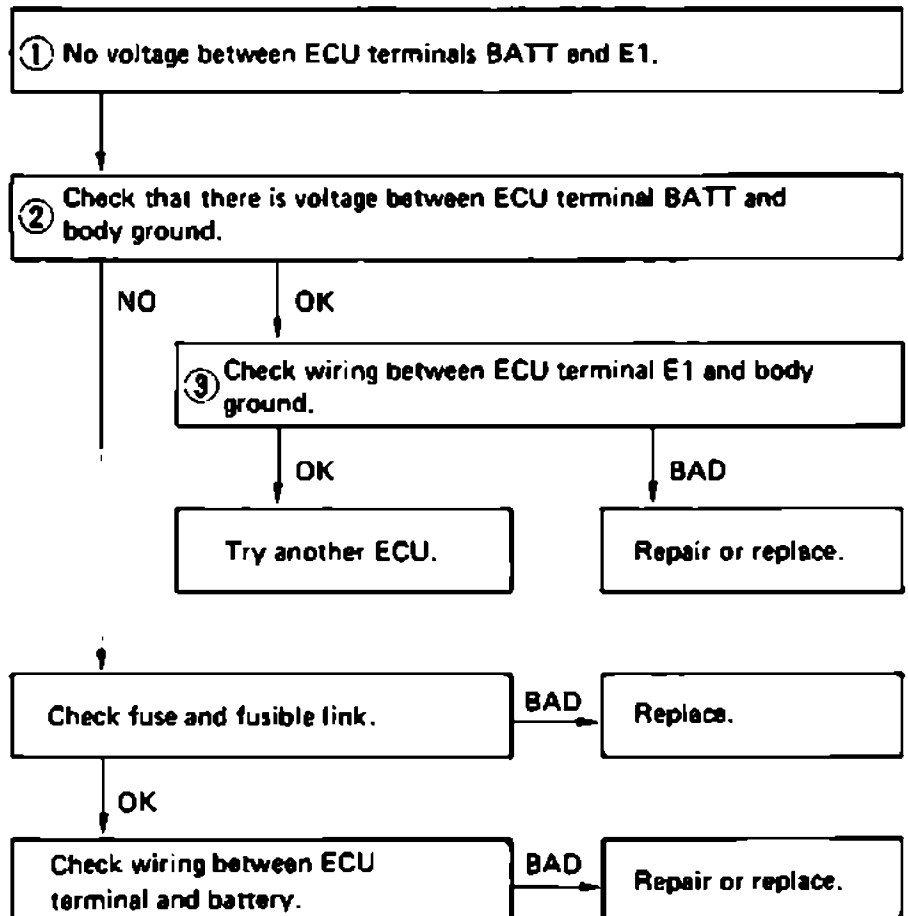 ① No voltage between ECU terminals BATT and E1.
② Check that there is voltage between ECU terminal BATT and
body ground.
NO
OK
③ Check wiring between ECU terminal E1 and body
ground.
OK
BAD
Try another ECU.
Repair or replace.
Check fuse and fusible link.
BAD
Replace.
OK
Check wiring between ECU
terminal and battery.
BAD
Repair or replace.